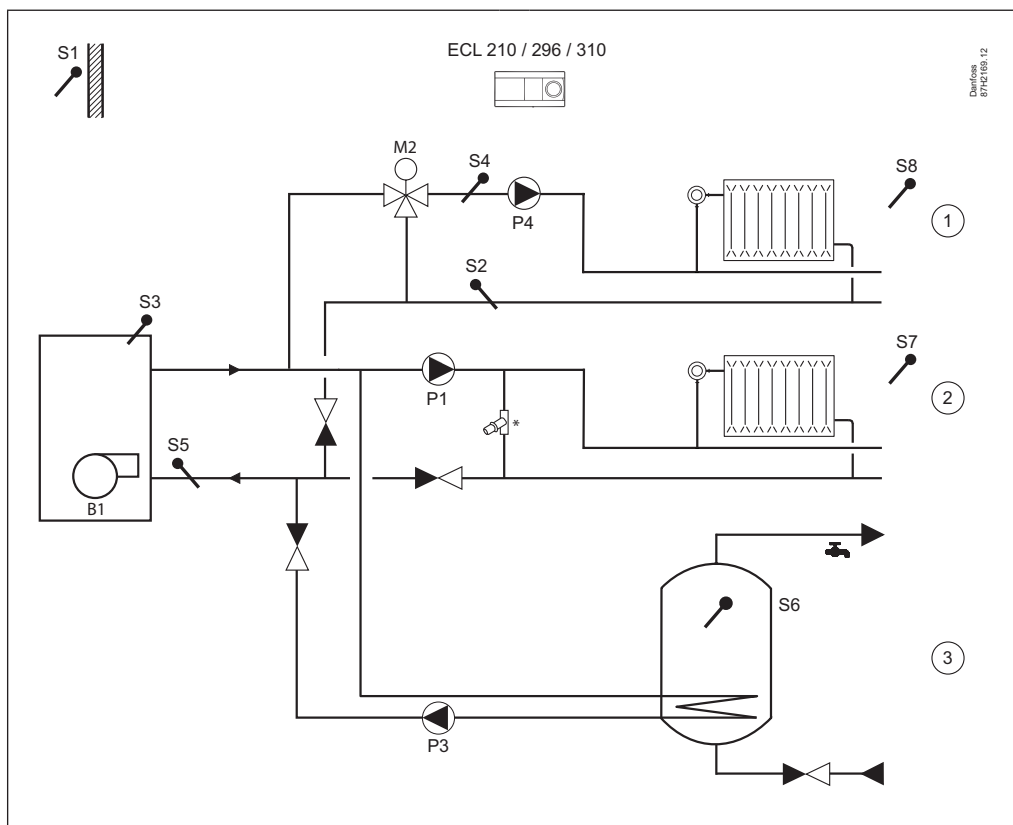 S1
ECL 210 / 296 / 310
Danfoss
87H2169.12
M2
S4
S8
P4
1
S2
S3
S7
P1
2
*
S5
B1
S6
3
P3